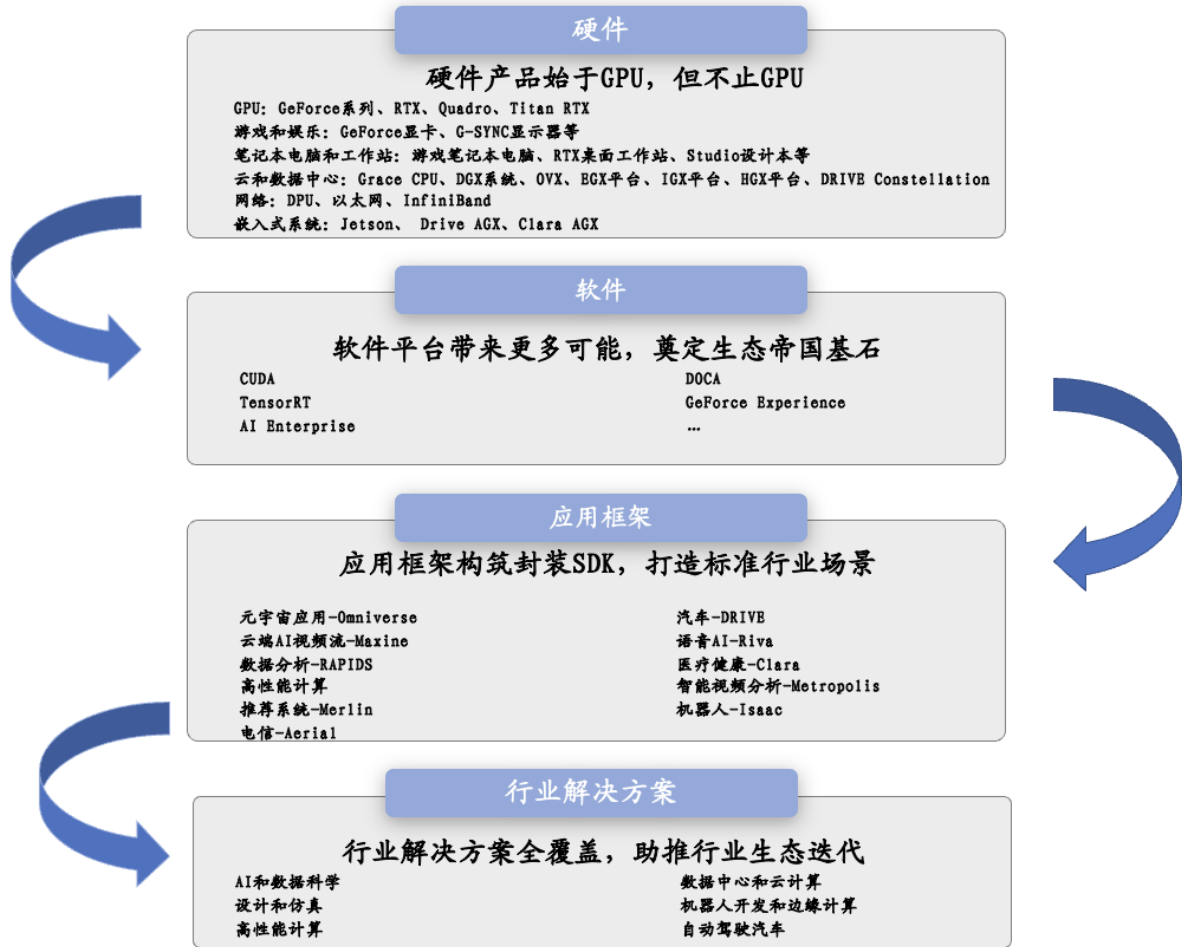 硬件
硬件产品始于GPU，但不止GPU
GPU：GeForce系列、RTX、Quadro、Titan RTX
游戏和娱乐：GeForce显卡、G-SYNC显示器等
笔记本电脑和工作站：游戏笔记本电脑、RTX桌面工作站、Studio设计本等
云和数据中心：Grace CPU、DGX系统、OVX、EGX平台、IGX平台、HGX平台、DRIVE Constellation
网络：DPU、以太网、InfiniBand
嵌入式系统：Jetson、 Drive AGX、Clara AGX
软件
软件平台带来更多可能，奠定生态帝国基石
CUDA
TensorRT
AI Enterprise
DOCA
GeForce Experience
…
应用框架
应用框架构筑封装SDK，打造标准行业场景
元宇宙应用-Omniverse
云端AI视频流-Maxine
数据分析-RAPIDS
高性能计算
推荐系统-Merlin
电信-Aerial
汽车-DRIVE
语音AI-Riva
医疗健康-Clara
智能视频分析-Metropolis
机器人-Isaac
行业解决方案
行业解决方案全覆盖，助推行业生态迭代
AI和数据科学
设计和仿真
高性能计算
数据中心和云计算
机器人开发和边缘计算
自动驾驶汽车